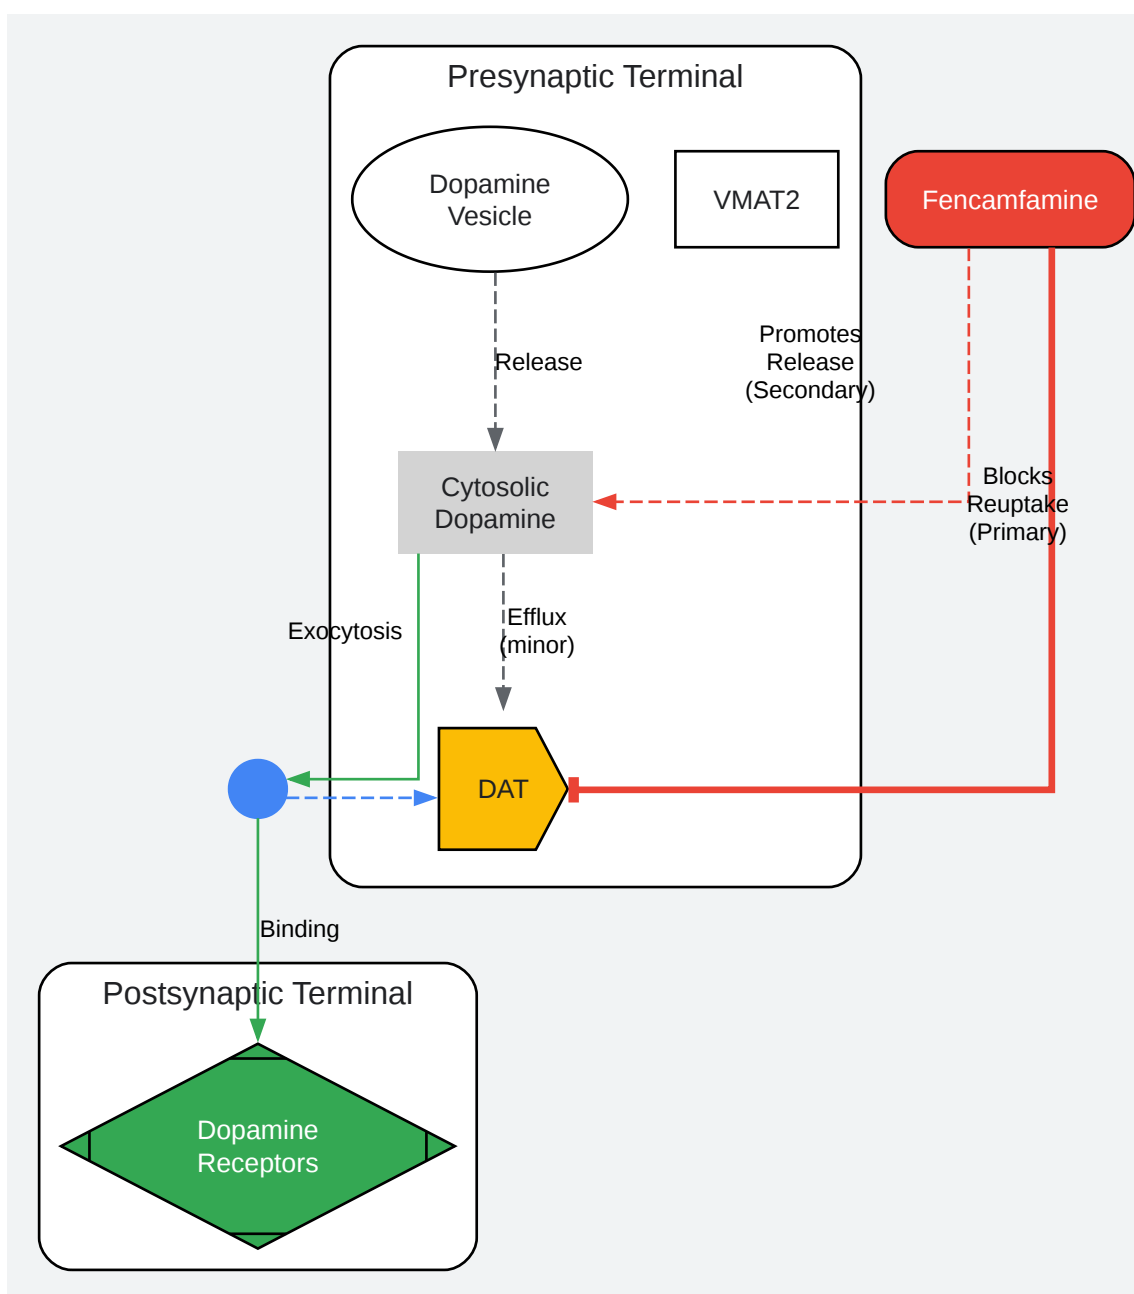 Presynaptic Terminal
Dopamine
Vesicle
VMAT2
Fencamfamine
Promotes
Release
(Secondary)
Release
Blocks
Reuptake
(Primary)
Cytosolic
Dopamine
Exocytosis
Efflux
(minor)
DAT
Binding
Postsynaptic Terminal
Dopamine
Receptors